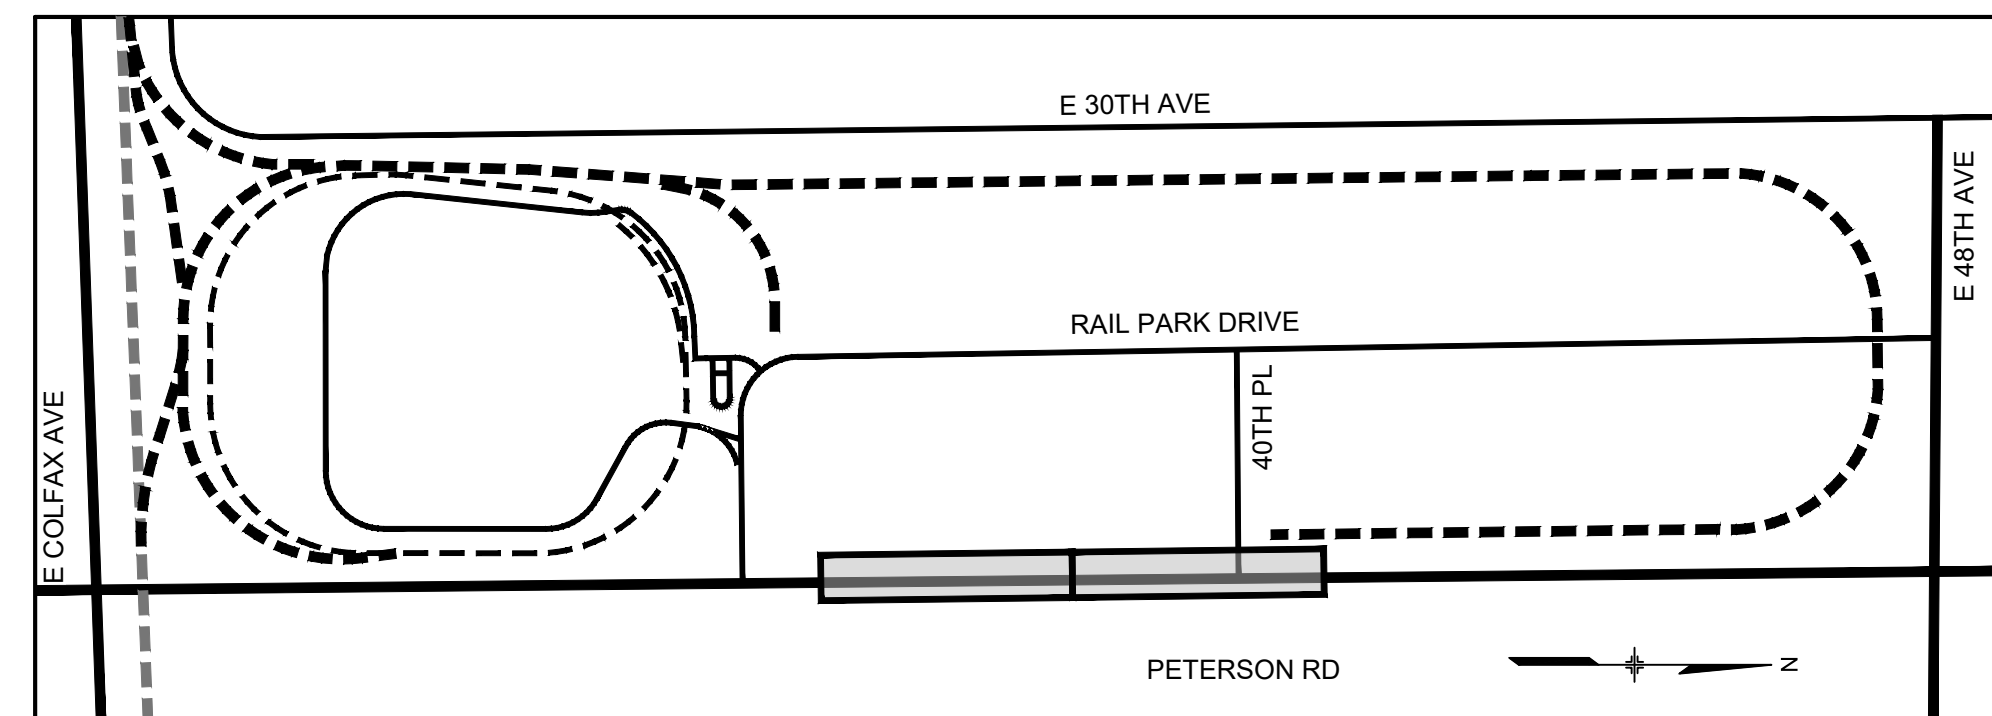 E 30TH AVE
E 48TH AVE
RAIL PARK DRIVE
40TH PL
E COLFAX AVE
PETERSON RD
N